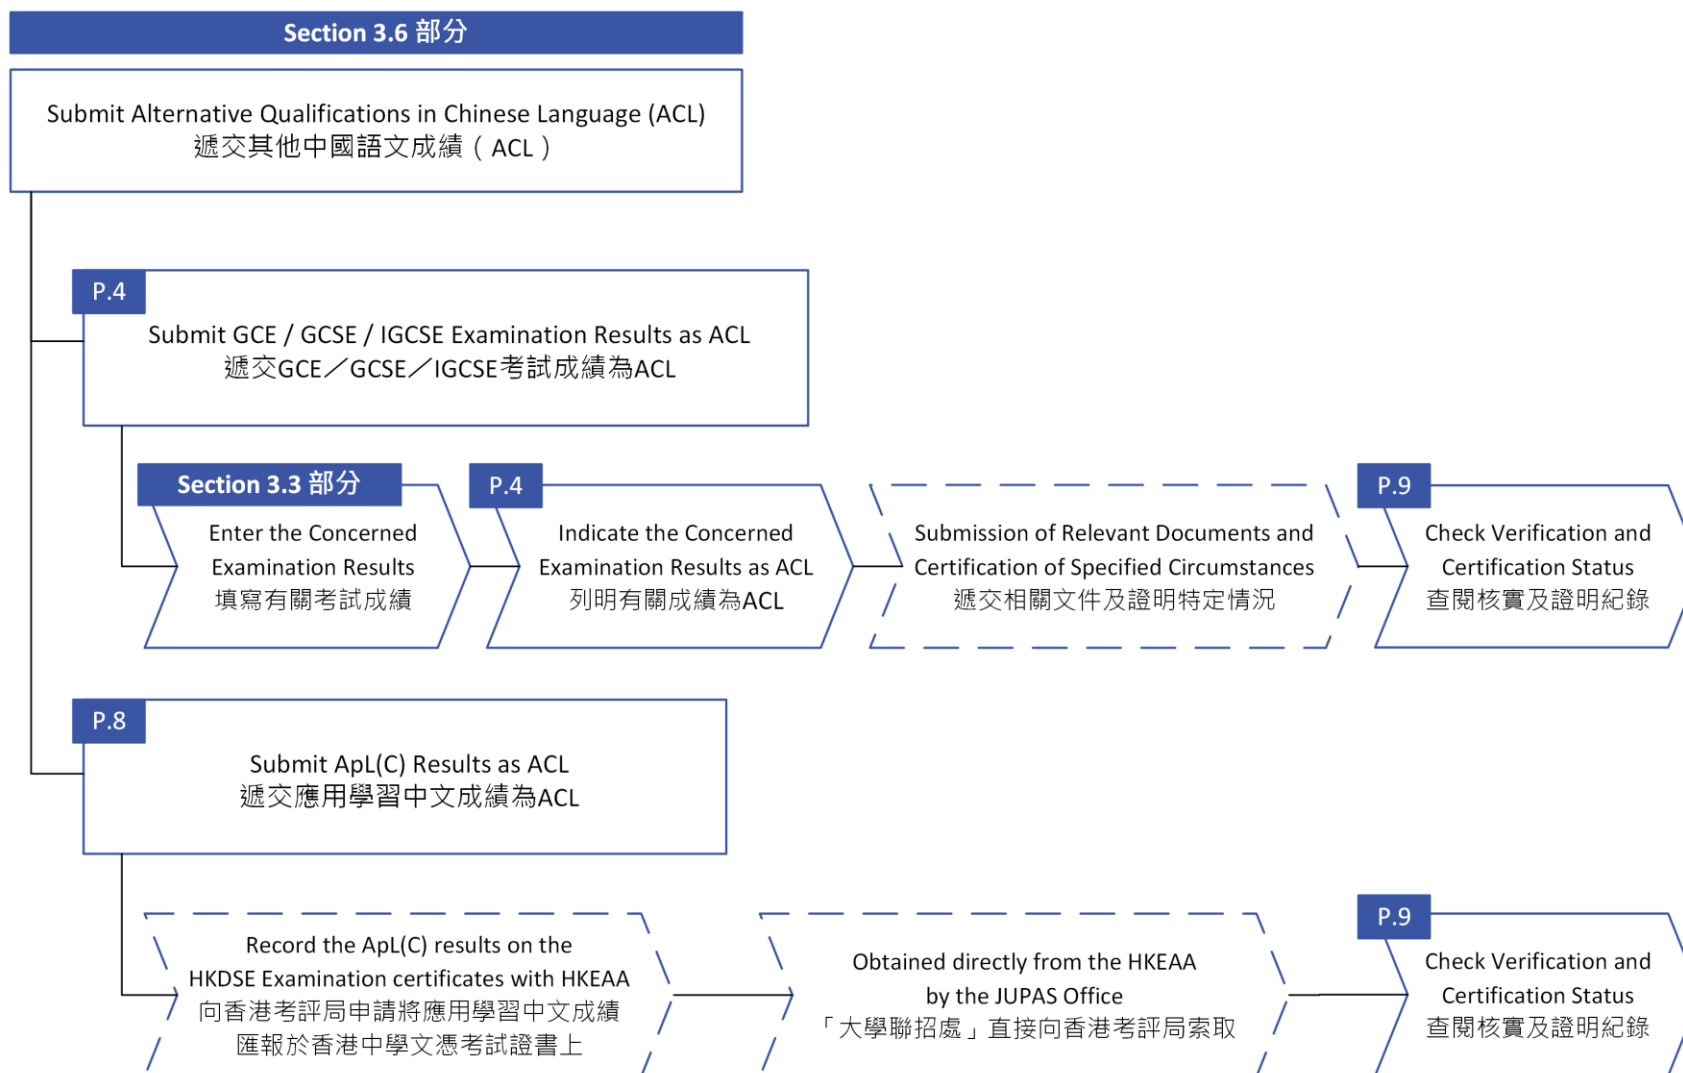 Section 3.6 部分
Submit Alternative Qualifications in Chinese Language (ACL)
遞交其他中國語文成績（ACL）
P.4
Submit GCE / GCSE / IGCSE Examination Results as ACL
遞交GCE／GCSE／IGCSE考試成績為ACL
Section 3.3 部分
Enter the Concerned
Examination Results
填寫有關考試成績
P.4
Indicate the Concerned
Examination Results as ACL
列明有關成績為ACL
Submission of Relevant Documents and
Certification of Specified Circumstances
遞交相關文件及證明特定情況
P.9
Check Verification and
Certification Status
查閱核實及證明紀錄
P.8
Submit ApL(C) Results as ACL
遞交應用學習中文成績為ACL
Record the ApL(C) results on the
HKDSE Examination certificates with HKEAA
向香港考評局申請將應用學習中文成績
匯報於香港中學文憑考試證書上
Obtained directly from the HKEAA
by the JUPAS Office
「大學聯招處」直接向香港考評局索取
P.9
Check Verification and
Certification Status
查閱核實及證明紀錄